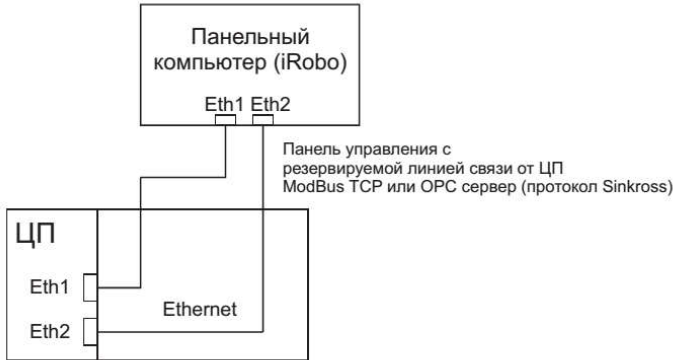 Панельный
компьютер (iRobo)
Eth1 Eth2
Панель управления с
резервируемой линией связи от ЦП
ModBus TCP или OPC сервер (протокол Sinkross)
ЦП
Eth1
Ethernet
Eth2